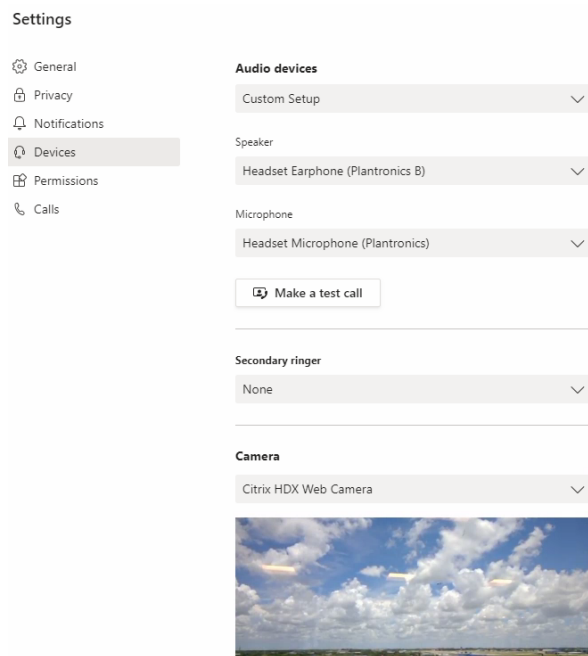 Settings
General
Privacy
Notifications
Devices
Permissions
Calls
Audio devices
Custom Setup
Speaker
Headset Earphone (Plantronics B)
Microphone
Headset Microphone (Plantronics)
Make a test call
Secondary ringer
None
Camera
Citrix HDX Web Camera